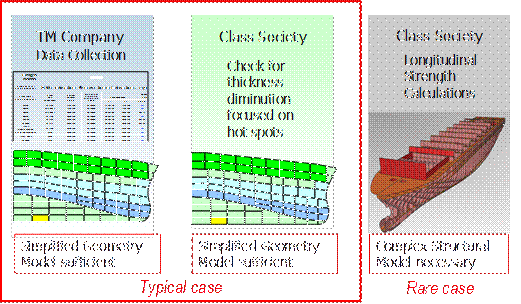 TM Company
Data Collection
Simplified Geometry
Model sufficient
Class Society
Check for
thickness
diminution
focused on
hot spots
Simplified Geometry
Model sufficient
Typical case
Class Society
Longitudinal
Strength
Calculations
Complex Structural
Model necessary
Rare case